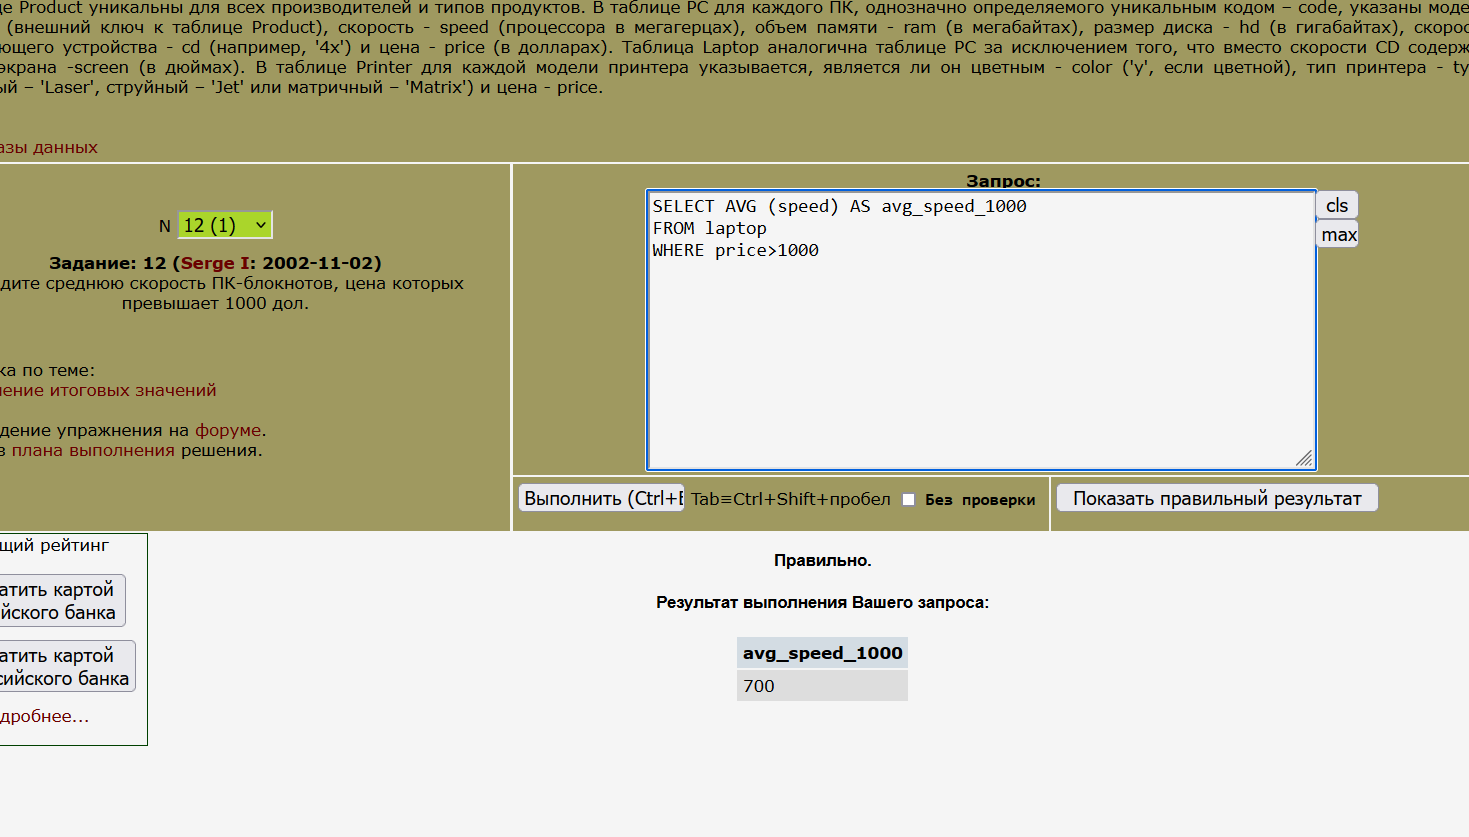 це Product уникальны для всех производителей и типов продуктов. В таблице PC для каждого ПК, однозначно определяемого уникальным кодом – code, указаны моде
(внешний ключ к таблице Product), скорость - speed (процессора в мегагерцах), объем памяти - ram (в мегабайтах), размер диска - hd (в гигабайтах), скоро
ющего устройства - cd (например, '4x') и цена - price (в долларах). Таблица Laptop аналогична таблице РС за исключением того, что вместо скорости CD содерж
экрана -screen (в дюймах). В таблице Printer для каждой модели принтера указывается, является ли он цветным - color ('y', если цветной), тип принтера - ty
ый – 'Laser', струйный – 'Jet' или матричный – 'Matrix') и цена - price.
азы данных
Запрос:
N 12 (1)
SELECT AVG (speed) AS avg_speed_1000
FROM laptop
WHERE price>1000
cls
max
Задание: 12 (Serge I: 2002-11-02)
дите среднюю скорость ПК-блокнотов, цена которых
превышает 1000 дол.
ка по теме:
ение итоговых значений
дение упражнения на форуме.
з плана выполнения решения.
Выполнить (Ctrl+E Tab≡Ctrl+Shift+пробел Без проверки Показать правильный результат
щий рейтинг
атить картой
йского банка
атить картой
сийского банка
дробнее...
Правильно.
Результат выполнения Вашего запроса:
avg_speed_1000
700